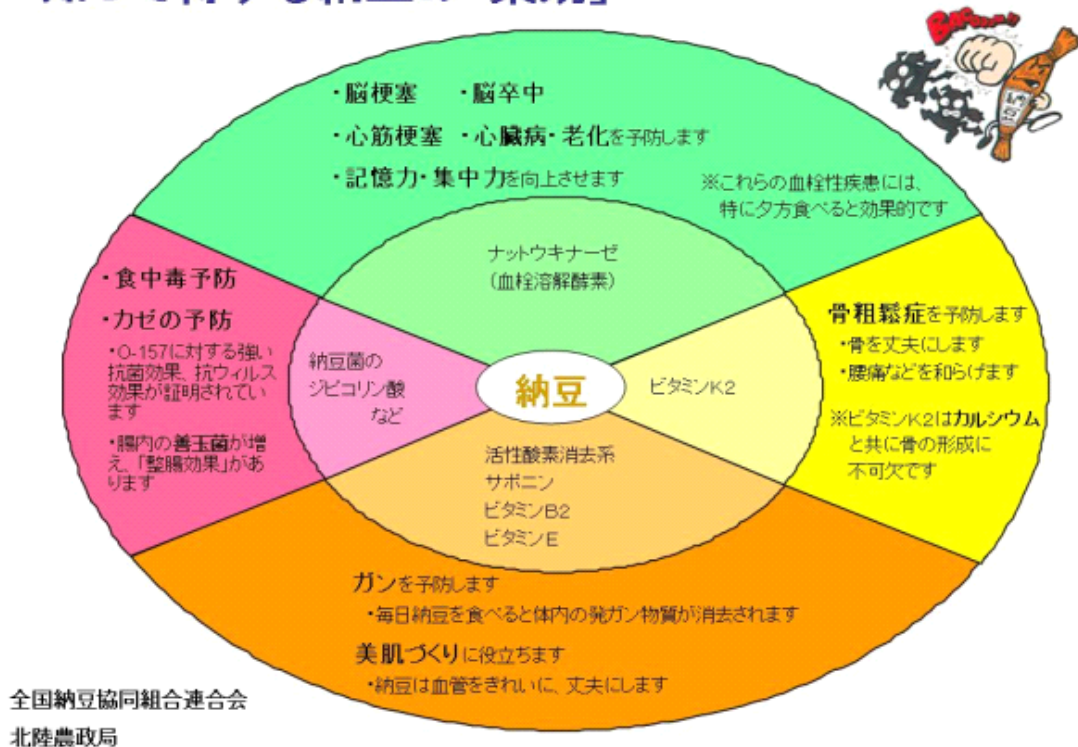 BAGOOON!!
納豆
・脳梗塞 ・脳卒中
・心筋梗塞 ・心臓病・老化を予防します
・記憶力・集中力を向上させます
※これらの血栓性疾患には、
特に夕方食べると効果的です
ナットウキナーゼ
(血栓溶解酵素)
・食中毒予防
・カゼの予防
・O-157に対する強い
抗菌効果、抗ウィルス
効果が証明されてい
ます
・腸内の善玉菌が増
え、「整腸効果」があ
ります
納豆菌の
ジピコリン酸
など
納豆
ビタミンK2
骨粗鬆症を予防します
・骨を丈夫にします
・腰痛などを和らげます
※ビタミンK2はカルシウム
と共に骨の形成に
不可欠です
活性酸素消去系
サポニン
ビタミンB2
ビタミンE
ガンを予防します
・毎日納豆を食べると体内の発ガン物質が消去されます
美肌づくりに役立ちます
・納豆は血管をきれいに、丈夫にします
全国納豆協同組合連合会
北陸農政局